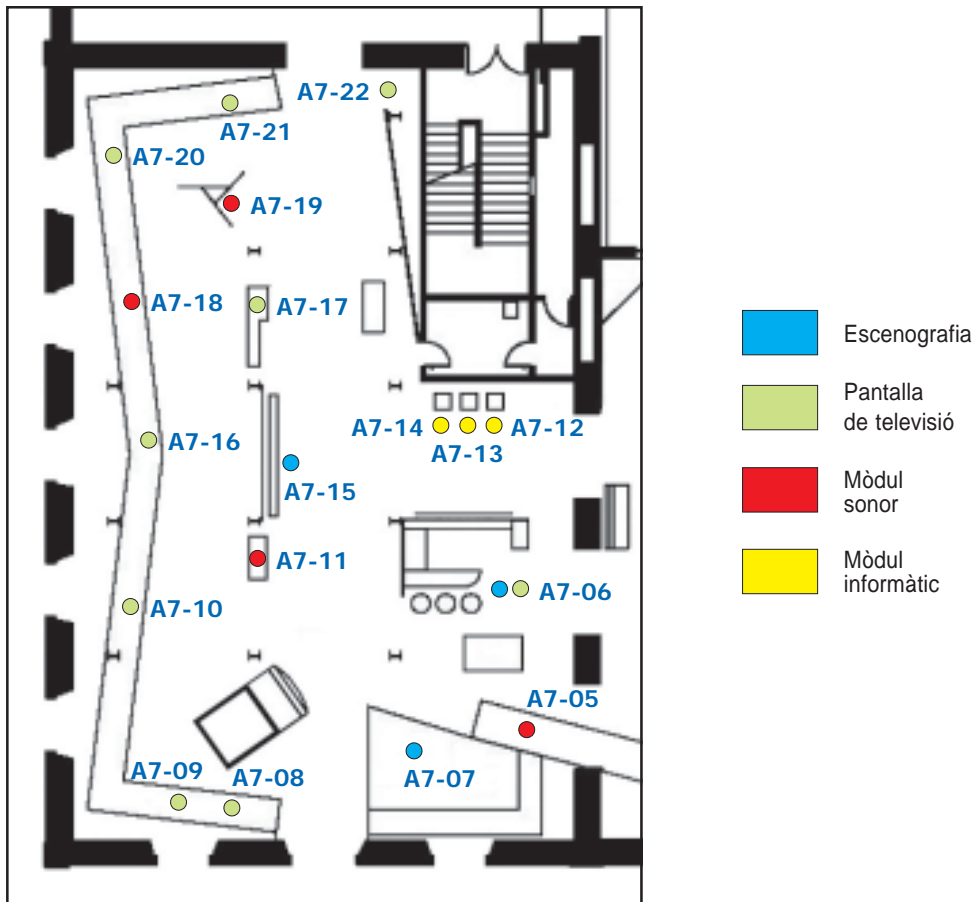 A7-22
A7-21
A7-20
A7-19
A7-18
A7-17
A7-16
A7-14
A7-12
A7-13
A7-15
A7-11
A7-06
A7-10
A7-05
A7-09
A7-08
A7-07
Escenografia
Pantalla
de televisió
Mòdul
sonor
Mòdul
informàtic